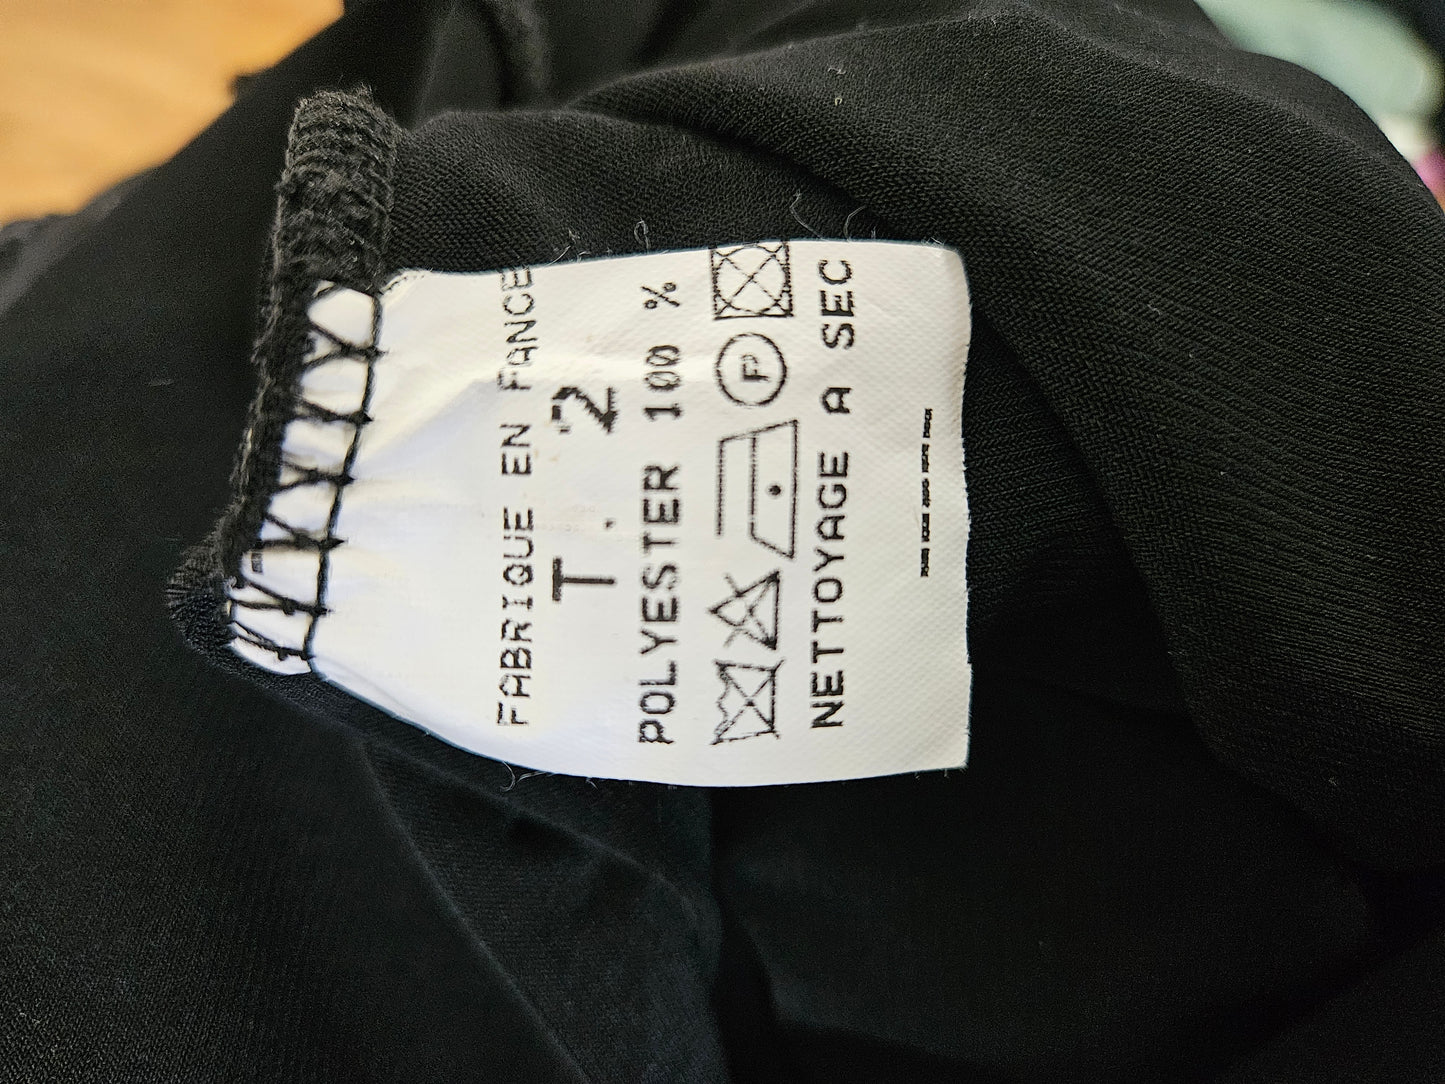 FABRIQUE EN FANCE
T.2
POLYESTER 100 %
F
NETTOYAGE A SEC